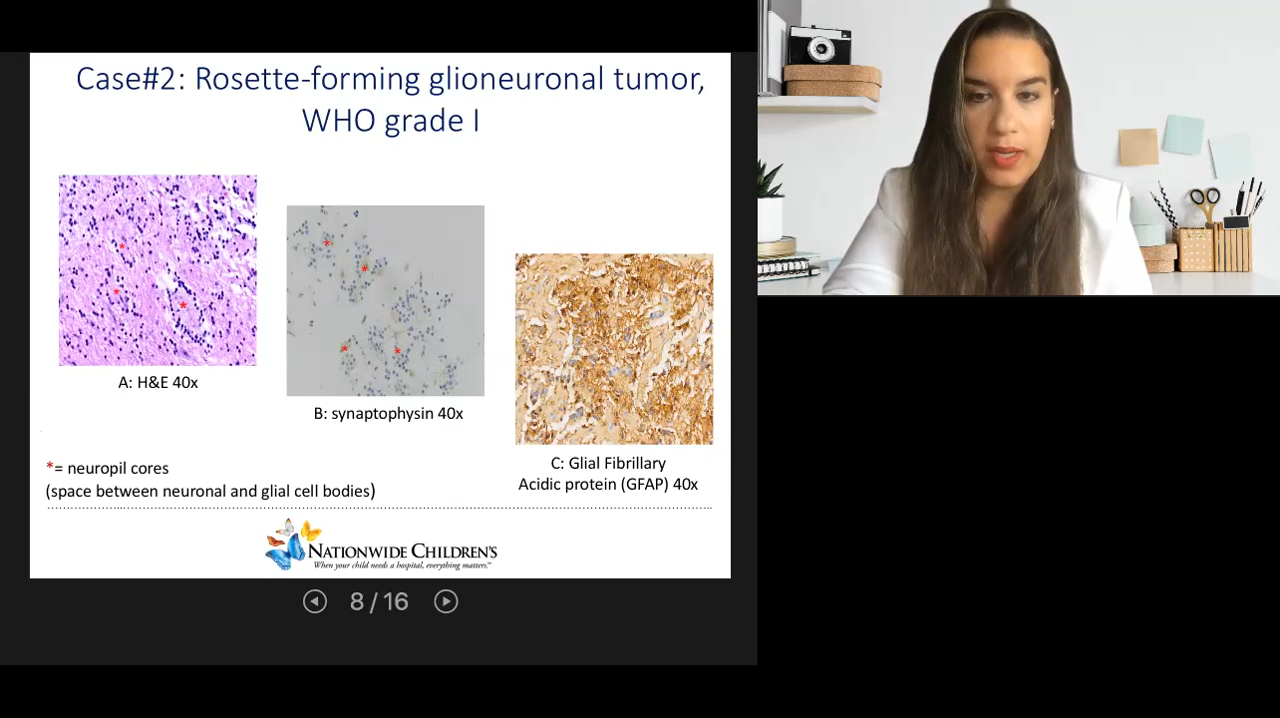 Case#2: Rosette-forming glioneuronal tumor,
WHO grade I
A: H&E 40x
B: synaptophysin 40x
C: Glial Fibrillary
Acidic protein (GFAP) 40x
*= neuropil cores
(space between neuronal and glial cell bodies)
NATIONWIDE CHILDREN'S
When your child needs a hospital, everything matters.™
8 / 16